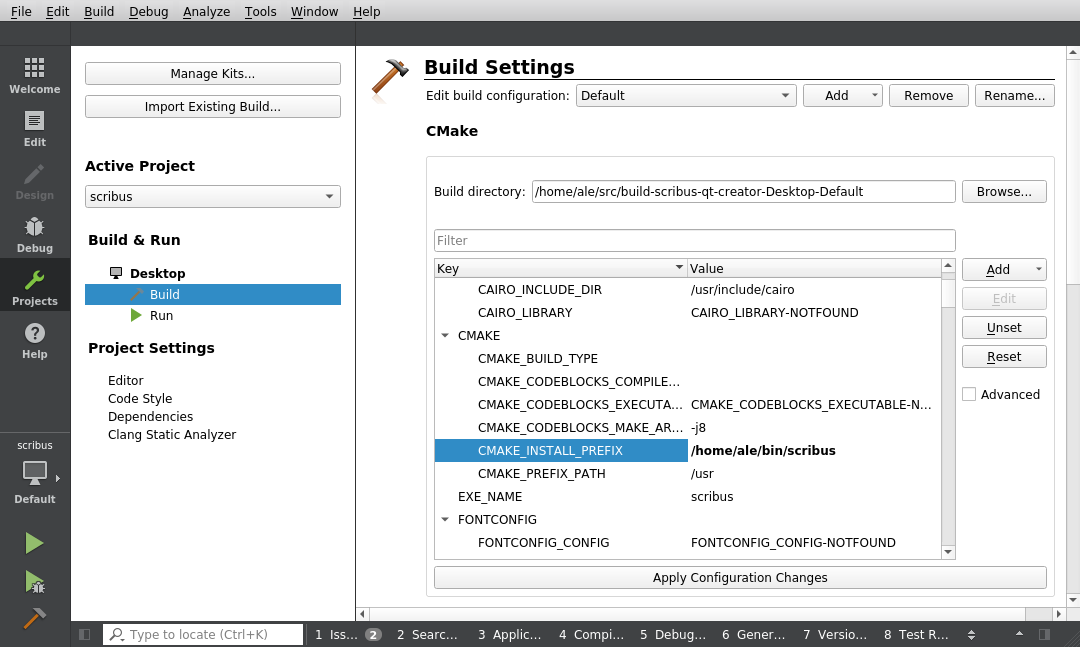 File Edit Build Debug Analyze Tools Window Help
Welcome
Edit
Design
Debug
Projects
Help
scribus
Default
Manage Kits...
Import Existing Build...
Active Project
scribus
Build & Run
Desktop
Build
Run
Project Settings
Editor
Code Style
Dependencies
Clang Static Analyzer
Build Settings
Edit build configuration: Default Add Remove Rename...
CMake
Build directory: /home/ale/src/build-scribus-qt-creator-Desktop-Default Browse...
Filter
Key Value
CAIRO_INCLUDE_DIR /usr/include/cairo
CAIRO_LIBRARY CAIRO_LIBRARY-NOTFOUND
CMAKE
CMAKE_BUILD_TYPE
CMAKE_CODEBLOCKS_COMPILE...
CMAKE_CODEBLOCKS_EXECUTA... CMAKE_CODEBLOCKS_EXECUTABLE-N...
CMAKE_CODEBLOCKS_MAKE_AR... -j8
CMAKE_INSTALL_PREFIX /home/ale/bin/scribus
CMAKE_PREFIX_PATH /usr
EXE_NAME scribus
FONTCONFIG
FONTCONFIG_CONFIG FONTCONFIG_CONFIG-NOTFOUND
Add
Edit
Unset
Reset
Advanced
Apply Configuration Changes
Type to locate (Ctrl+K) 1 Iss... 2 2 Searc... 3 Applic... 4 Compi... 5 Debug... 6 Gener... 7 Versio... 8 Test R...